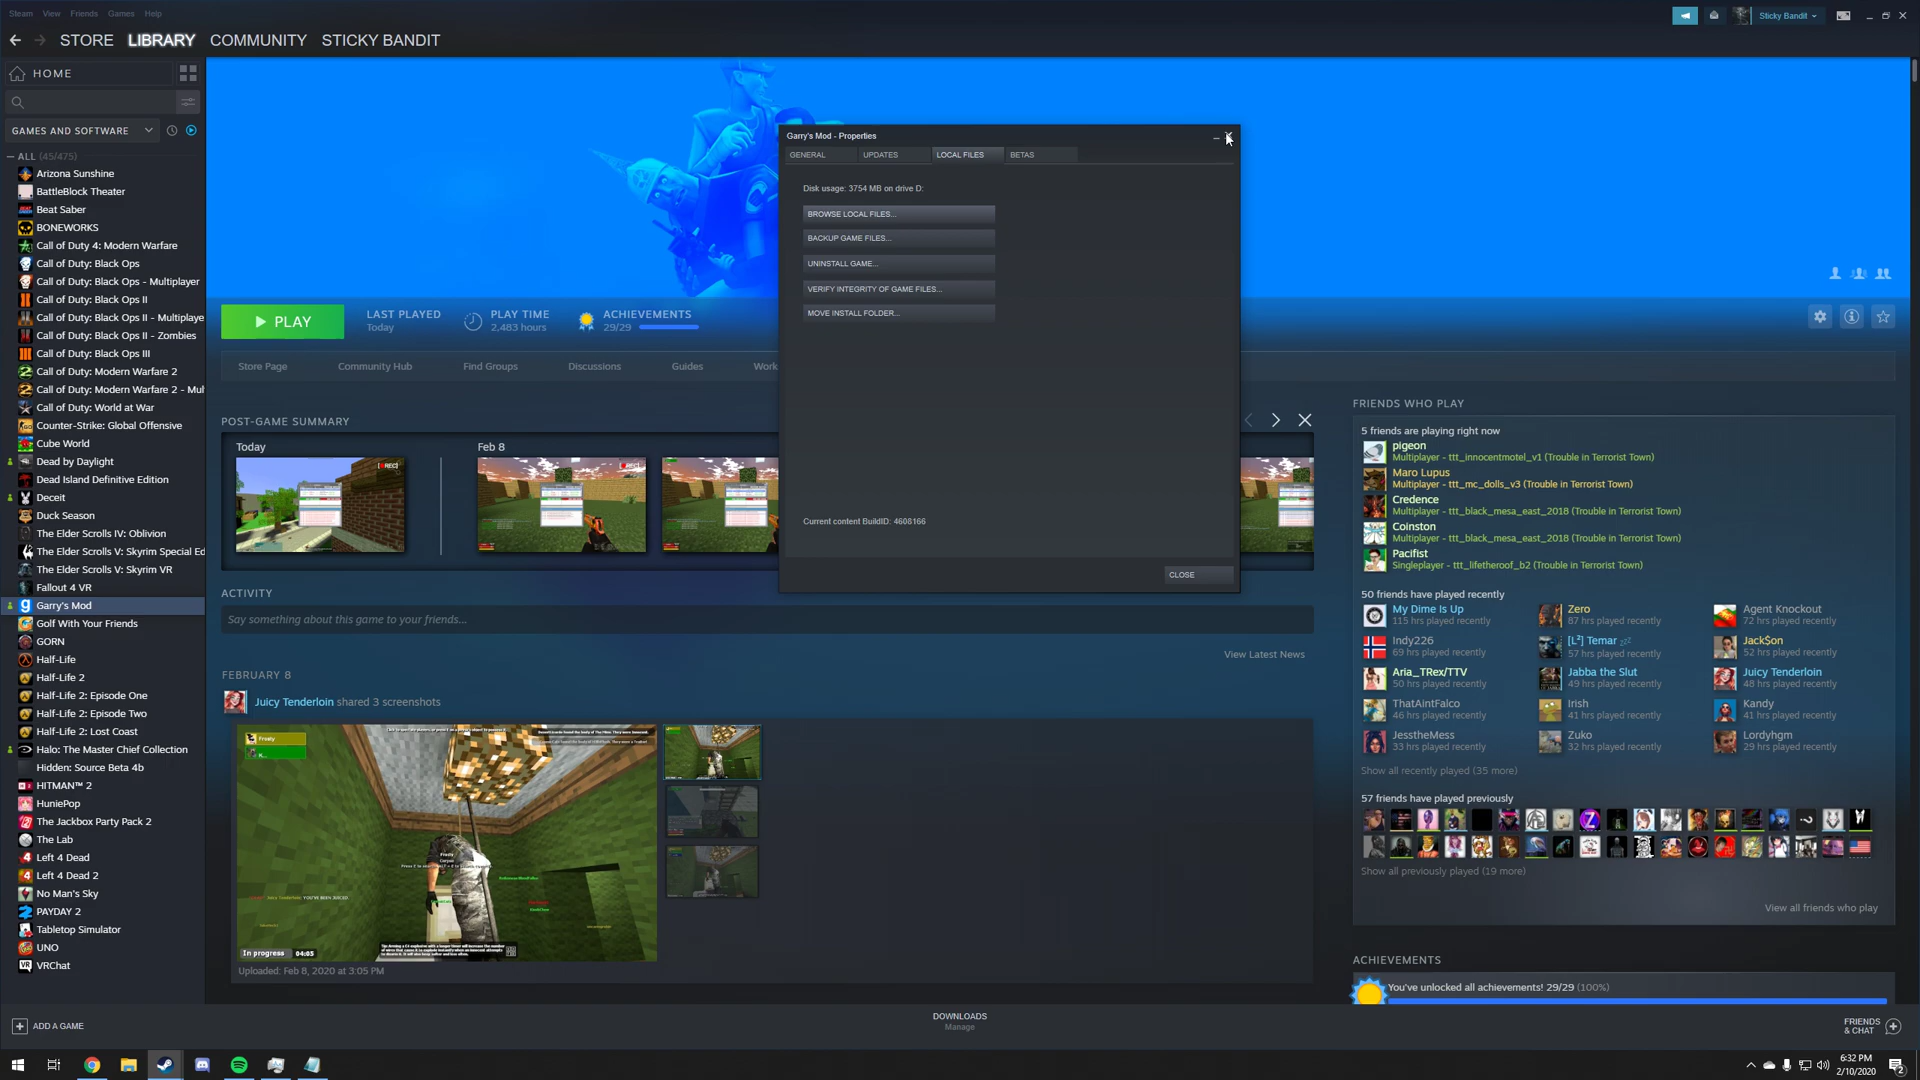 Steam View Friends Games Help
Sticky Bandit
STORE LIBRARY COMMUNITY STICKY BANDIT
HOME
GAMES AND SOFTWARE
ALL (45/475)
Arizona Sunshine
BattleBlock Theater
Beat Saber
BONEWORKS
Call of Duty 4: Modern Warfare
Call of Duty: Black Ops
Call of Duty: Black Ops - Multiplayer
Call of Duty: Black Ops II
Call of Duty: Black Ops II - Multiplaye
Call of Duty: Black Ops II - Zombies
Call of Duty: Black Ops III
Call of Duty: Modern Warfare 2
Call of Duty: Modern Warfare 2 - Mul
Call of Duty: World at War
Counter-Strike: Global Offensive
Cube World
Dead by Daylight
Dead Island Definitive Edition
Deceit
Duck Season
The Elder Scrolls IV: Oblivion
The Elder Scrolls V: Skyrim Special Ed
The Elder Scrolls V: Skyrim VR
Fallout 4 VR
Garry's Mod
Golf With Your Friends
GORN
Half-Life
Half-Life 2
Half-Life 2: Episode One
Half-Life 2: Episode Two
Half-Life 2: Lost Coast
Halo: The Master Chief Collection
Hidden: Source Beta 4b
HITMAN™ 2
HuniePop
The Jackbox Party Pack 2
The Lab
Left 4 Dead
Left 4 Dead 2
No Man's Sky
PAYDAY 2
Tabletop Simulator
UNO
VRChat
ADD A GAME
Garry's Mod - Properties
GENERAL UPDATES LOCAL FILES BETAS
Disk usage: 3754 MB on drive D:
BROWSE LOCAL FILES...
BACKUP GAME FILES...
UNINSTALL GAME...
VERIFY INTEGRITY OF GAME FILES...
MOVE INSTALL FOLDER...
Current content BuildID: 4608166
CLOSE
PLAY
LAST PLAYED
Today
PLAY TIME
2,483 hours
ACHIEVEMENTS
29/29
Store Page Community Hub Find Groups Discussions Guides Work
POST-GAME SUMMARY
Today
Feb 8
[REC]
ACTIVITY
Say something about this game to your friends...
View Latest News
FEBRUARY 8
Juicy Tenderloin shared 3 screenshots
Frosty
In progress 04:05
Uploaded: Feb 8, 2020 at 3:05 PM
FRIENDS WHO PLAY
5 friends are playing right now
pigeon
Multiplayer - ttt_innocentmotel_v1 (Trouble in Terrorist Town)
Maro Lupus
Multiplayer - ttt_mc_dolls_v3 (Trouble in Terrorist Town)
Credence
Multiplayer - ttt_black_mesa_east_2018 (Trouble in Terrorist Town)
Coinston
Multiplayer - ttt_black_mesa_east_2018 (Trouble in Terrorist Town)
Pacifist
Singleplayer - ttt_lifetheroof_b2 (Trouble in Terrorist Town)
50 friends have played recently
My Dime Is Up Zero Agent Knockout
115 hrs played recently 87 hrs played recently 72 hrs played recently
Indy226 [L²] Temar zzz Jack$on
69 hrs played recently 57 hrs played recently 52 hrs played recently
Aria_TRex/TTV Jabba the Slut Juicy Tenderloin
50 hrs played recently 49 hrs played recently 48 hrs played recently
ThatAintFalco Irish Kandy
46 hrs played recently 41 hrs played recently 41 hrs played recently
JesstheMess Zuko Lordyhgm
33 hrs played recently 32 hrs played recently 29 hrs played recently
Show all recently played (35 more)
57 friends have played previously
Show all previously played (19 more)
View all friends who play
ACHIEVEMENTS
You've unlocked all achievements! 29/29 (100%)
DOWNLOADS
Manage
FRIENDS
& CHAT
6:32 PM
2/10/2020